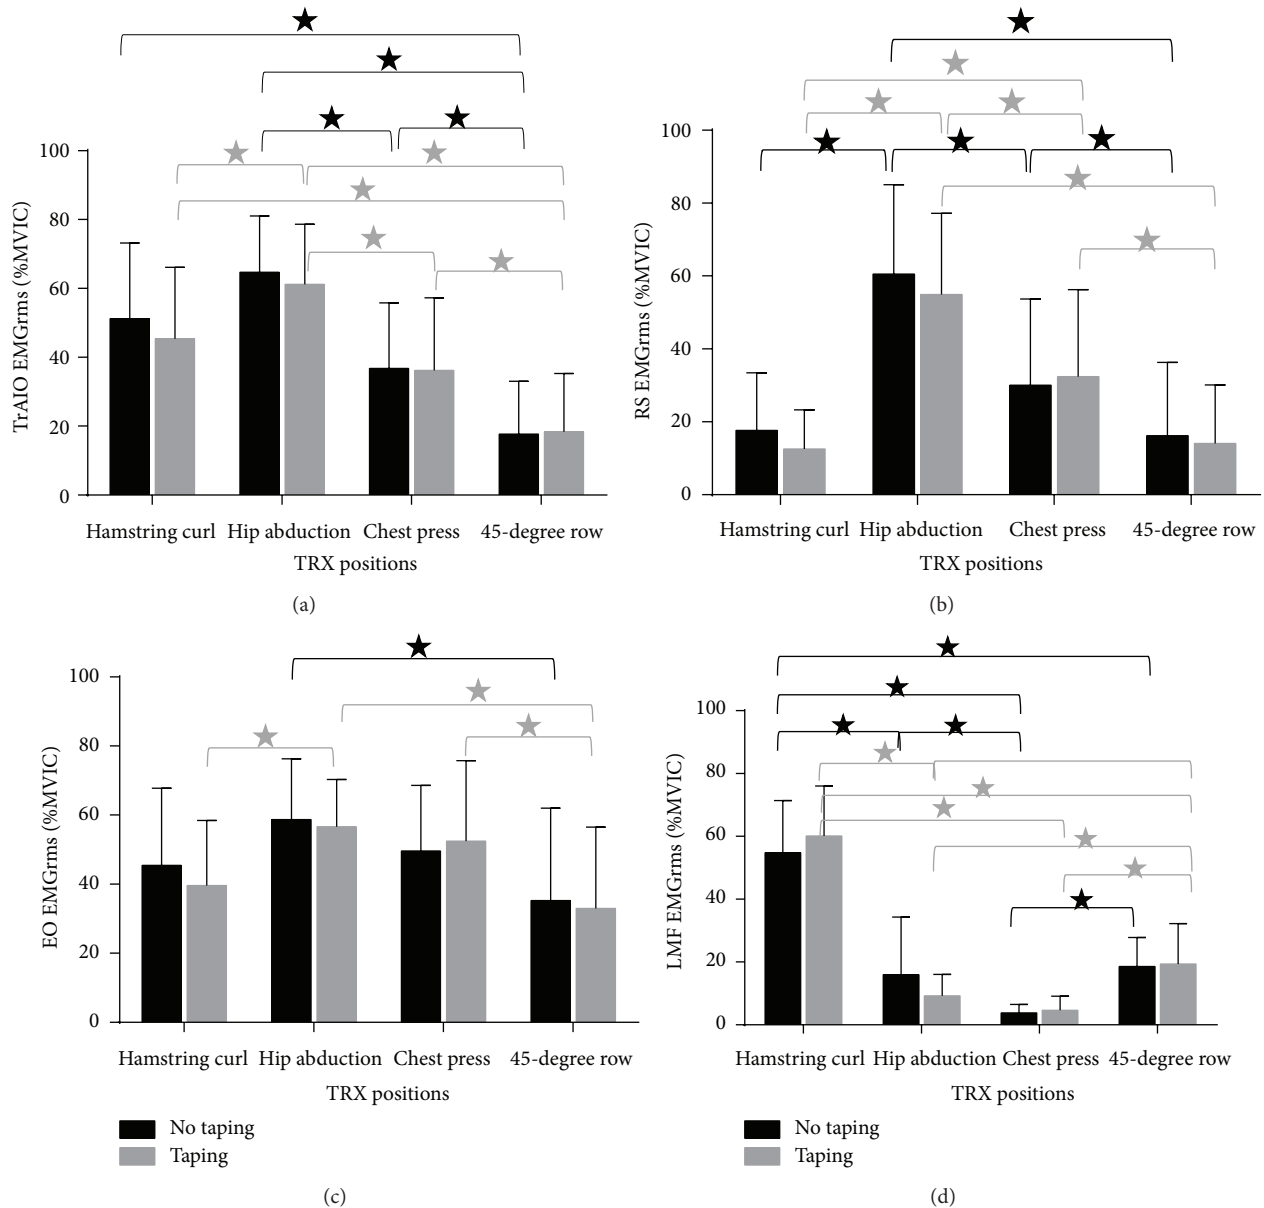 TrAIO EMGrms (%MVIC)
100
80
60
40
20
0
Hamstring curl Hip abduction Chest press 45-degree row
TRX positions
(a)
RS EMGrms (%MVIC)
100
80
60
40
20
0
Hamstring curl Hip abduction Chest press 45-degree row
TRX positions
(b)
EO EMGrms (%MVIC)
100
80
60
40
20
0
Hamstring curl Hip abduction Chest press 45-degree row
TRX positions
No taping
Taping
(c)
LMF EMGrms (%MVIC)
100
80
60
40
20
0
Hamstring curl Hip abduction Chest press 45-degree row
TRX positions
No taping
Taping
(d)